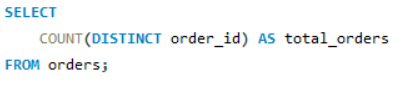 SELECT
    COUNT(DISTINCT order_id) AS total_orders
FROM orders;